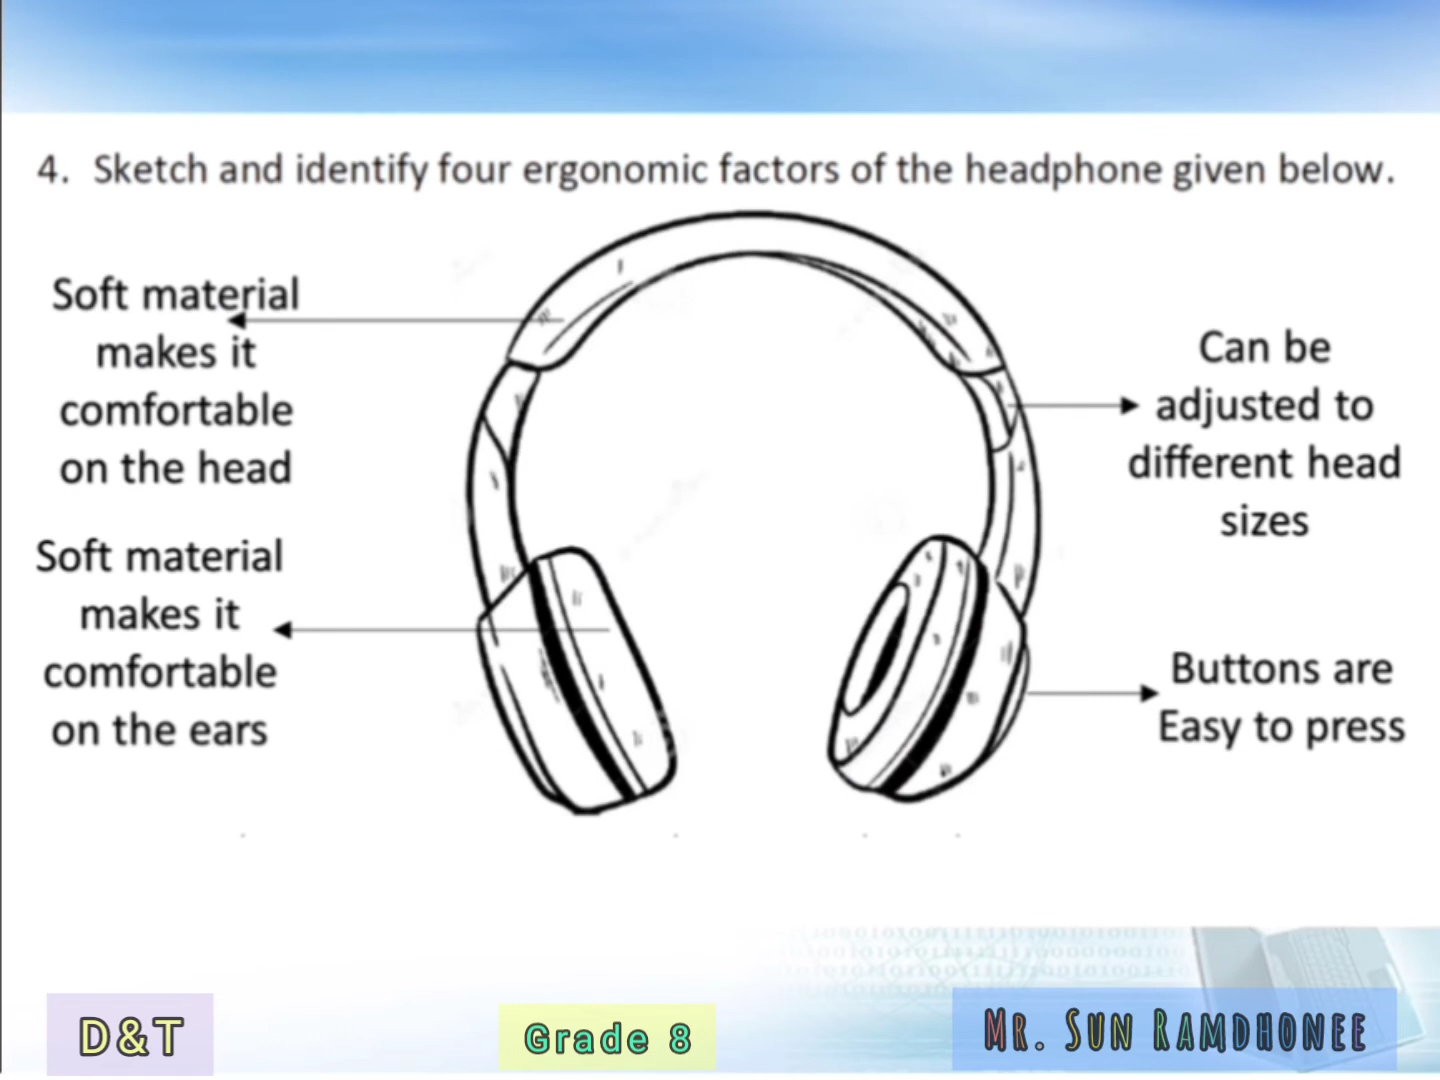 4. Sketch and identify four ergonomic factors of the headphone given below.
Soft material
makes it
comfortable
on the head
Can be
adjusted to
different head
sizes
Soft material
makes it
comfortable
on the ears
Buttons are
Easy to press
D&T
Grade 8
MR. SUN RAMDHONEE